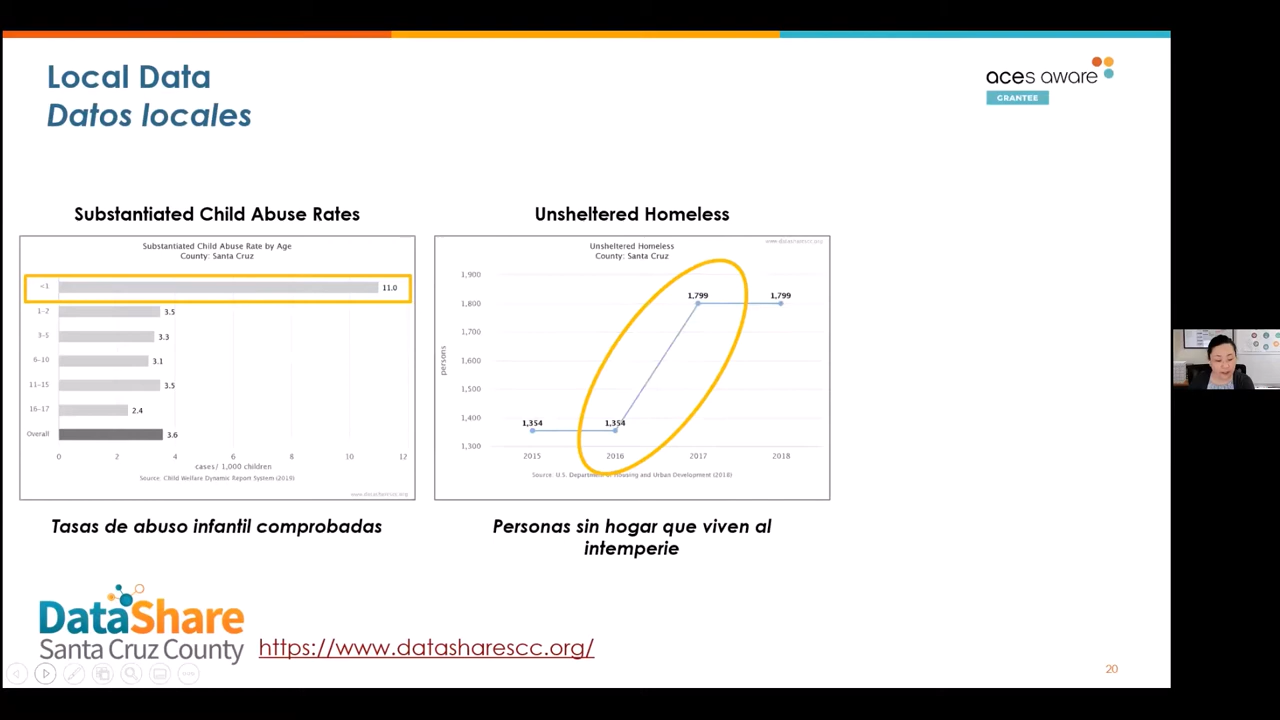 Local Data
Datos locales
aces aware
GRANTEE
Substantiated Child Abuse Rates
Substantiated Child Abuse Rate by Age
County: Santa Cruz
<1
11.0
1-2
3.5
3-5
3.3
6-10
3.1
11-15
3.5
16-17
2.4
Overall
3.6
0 2 4 6 8 10 12
cases/ 1,000 children
Source: Child Welfare Dynamic Report System (2019)
www.datasharescc.org
Tasas de abuso infantil comprobadas
Unsheltered Homeless
www.datasharescc.org
Unsheltered Homeless
County: Santa Cruz
persons
1,900
1,800
1,700
1,600
1,500
1,400
1,300
1,354
1,354
1,799
1,799
2015 2016 2017 2018
Source: U.S. Department of Housing and Urban Development (2018)
Personas sin hogar que viven al
intemperie
DataShare
Santa Cruz County
https://www.datasharescc.org/
20